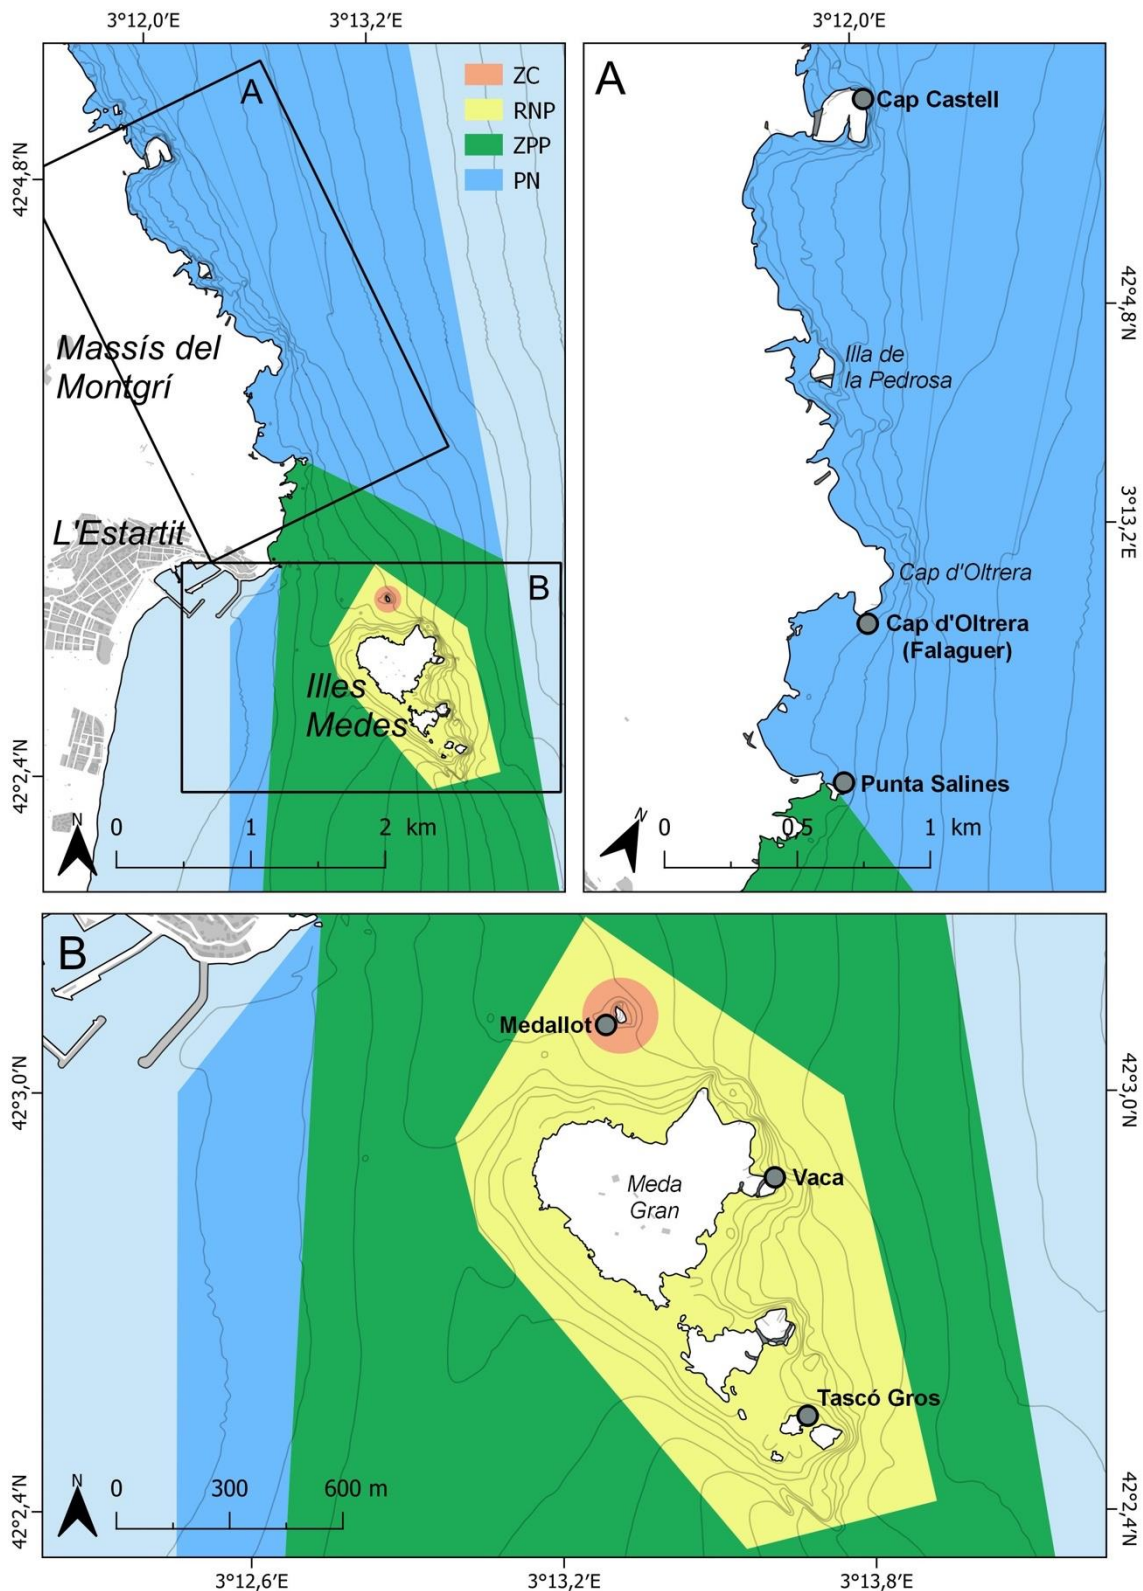 3°12,0'E
3°13,2'E
3°12,0'E
A
ZC
RNP
ZPP
PN
42°4,8'N
Massís del
Montgrí
L'Estartit
B
Illes
Medes
42°2,4'N
N
0
1
2 km
A
Cap Castell
42°4,8'N
Illa de
la Pedrosa
3°13,2'E
Cap d'Oltrera
Cap d'Oltrera
(Falaguer)
Punta Salines
N
0
0,5
1 km
B
Medallot
42°3,0'N
42°3,0'N
Vaca
Meda
Gran
Tascó Gros
N
0
300
600 m
42°2,4'N
42°2,4'N
3°12,6'E
3°13,2'E
3°13,8'E